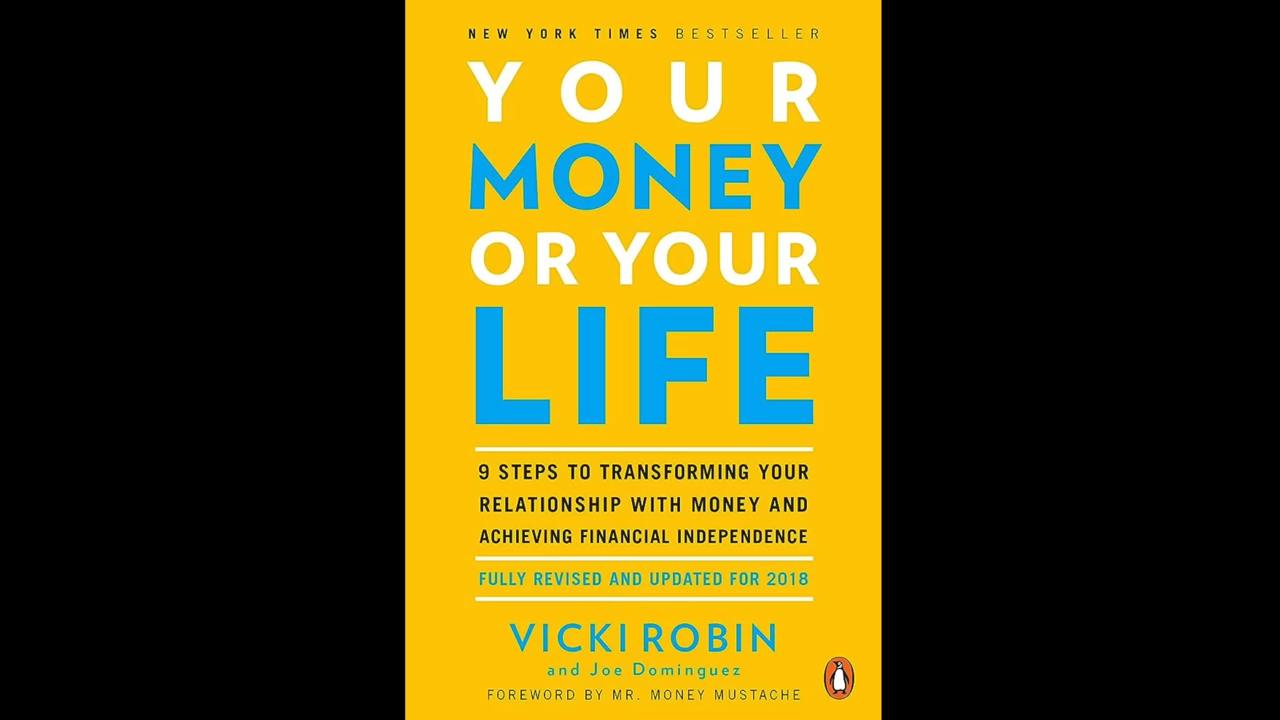 NEW YORK TIMES BESTSELLER
YOUR
MONEY
OR YOUR
LIFE
9 STEPS TO TRANSFORMING YOUR
RELATIONSHIP WITH MONEY AND
ACHIEVING FINANCIAL INDEPENDENCE
FULLY REVISED AND UPDATED FOR 2018
VICKI ROBIN
and Joe Dominguez
FOREWORD BY MR. MONEY MUSTACHE